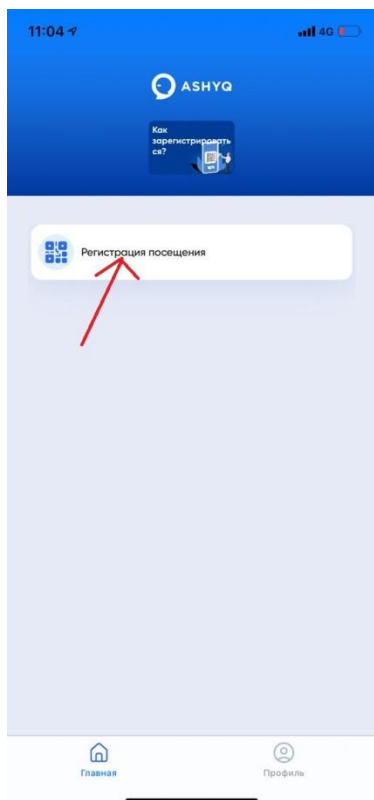 11:04
4G
ASHYQ
Как
зарегистрировать
ся?
Регистрация посещения
Главная
Профиль